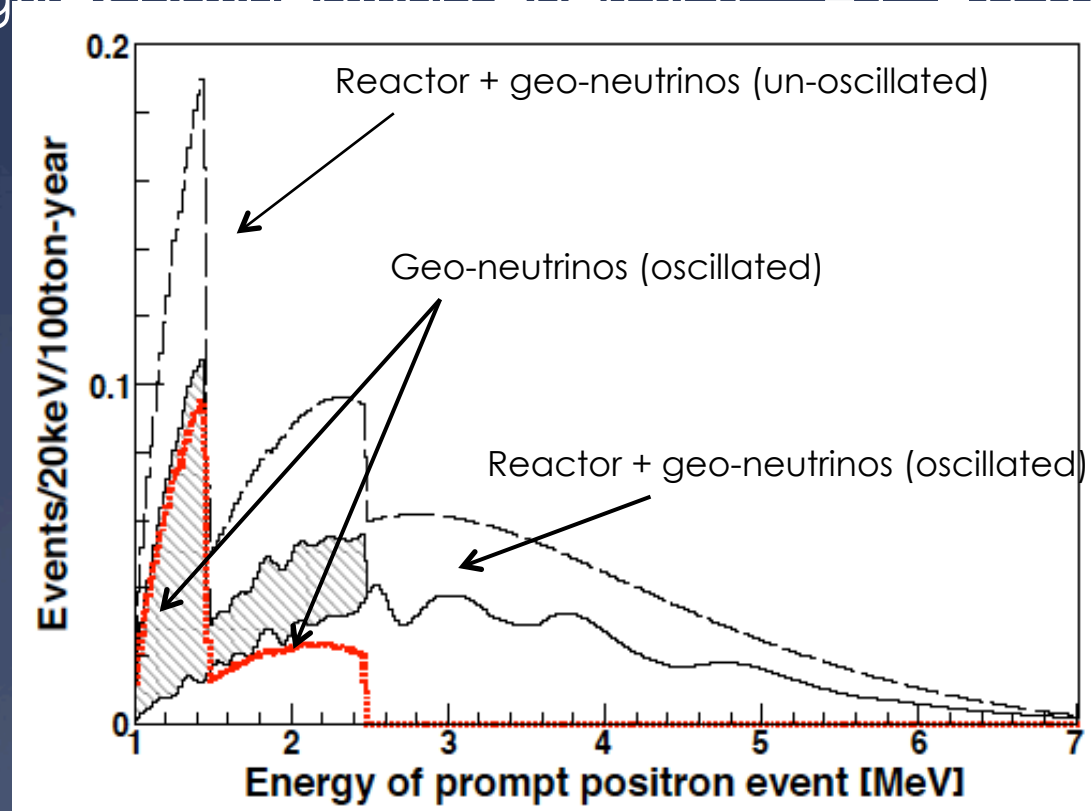 0.2
Reactor + geo-neutrinos (un-oscillated)
Geo-neutrinos (oscillated)
0.1
Reactor + geo-neutrinos (oscillated)
Events/20keV/100ton-year
0
1 2 3 4 5 6 7
Energy of prompt positron event [MeV]